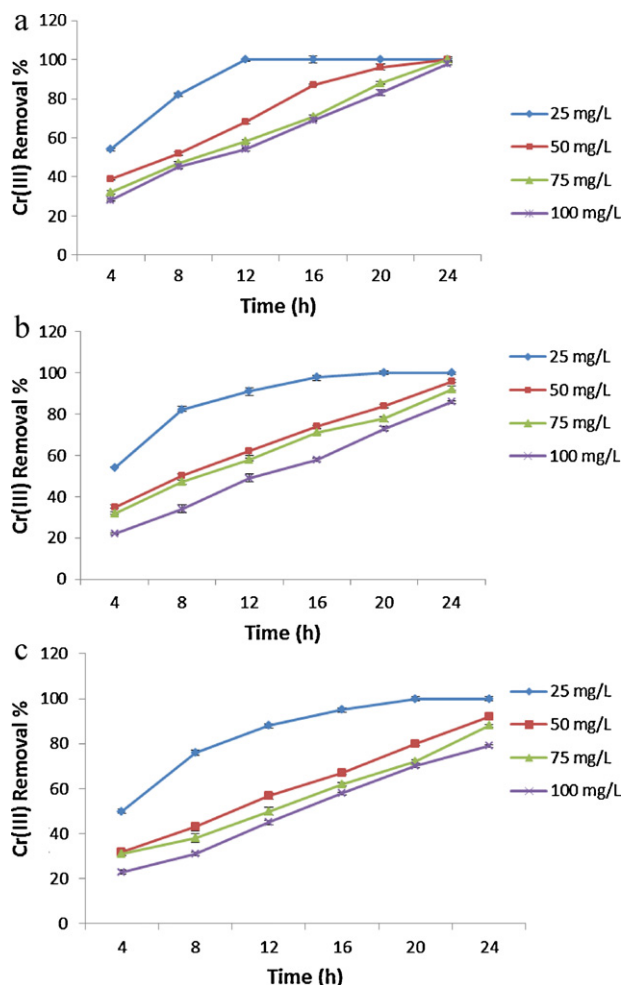 a
120
100
80
60
40
20
0
Cr(III) Removal %
4 8 12 16 20 24
Time (h)
25 mg/L
50 mg/L
75 mg/L
100 mg/L
b
120
100
80
60
40
20
0
Cr(III) Removal %
4 8 12 16 20 24
Time (h)
25 mg/L
50 mg/L
75 mg/L
100 mg/L
c
120
100
80
60
40
20
0
Cr(III) Removal %
4 8 12 16 20 24
Time (h)
25 mg/L
50 mg/L
75 mg/L
100 mg/L